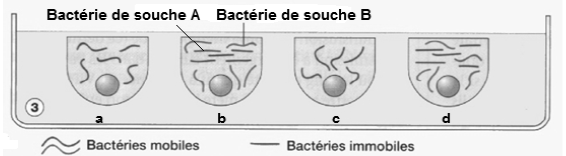 Bactérie de souche A Bactérie de souche B
3
a b c d
Bactéries mobiles Bactéries immobiles